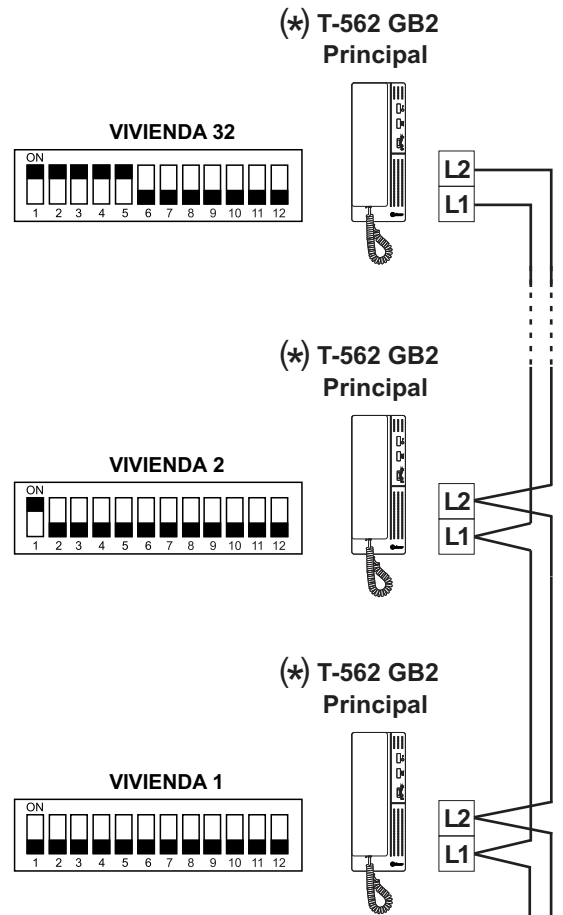 (*) T-562 GB2
Principal
VIVIENDA 32
ON
1 2 3 4 5 6 7 8 9 10 11 12
L2
L1
(*) T-562 GB2
Principal
VIVIENDA 2
ON
1 2 3 4 5 6 7 8 9 10 11 12
L2
L1
(*) T-562 GB2
Principal
VIVIENDA 1
ON
1 2 3 4 5 6 7 8 9 10 11 12
L2
L1